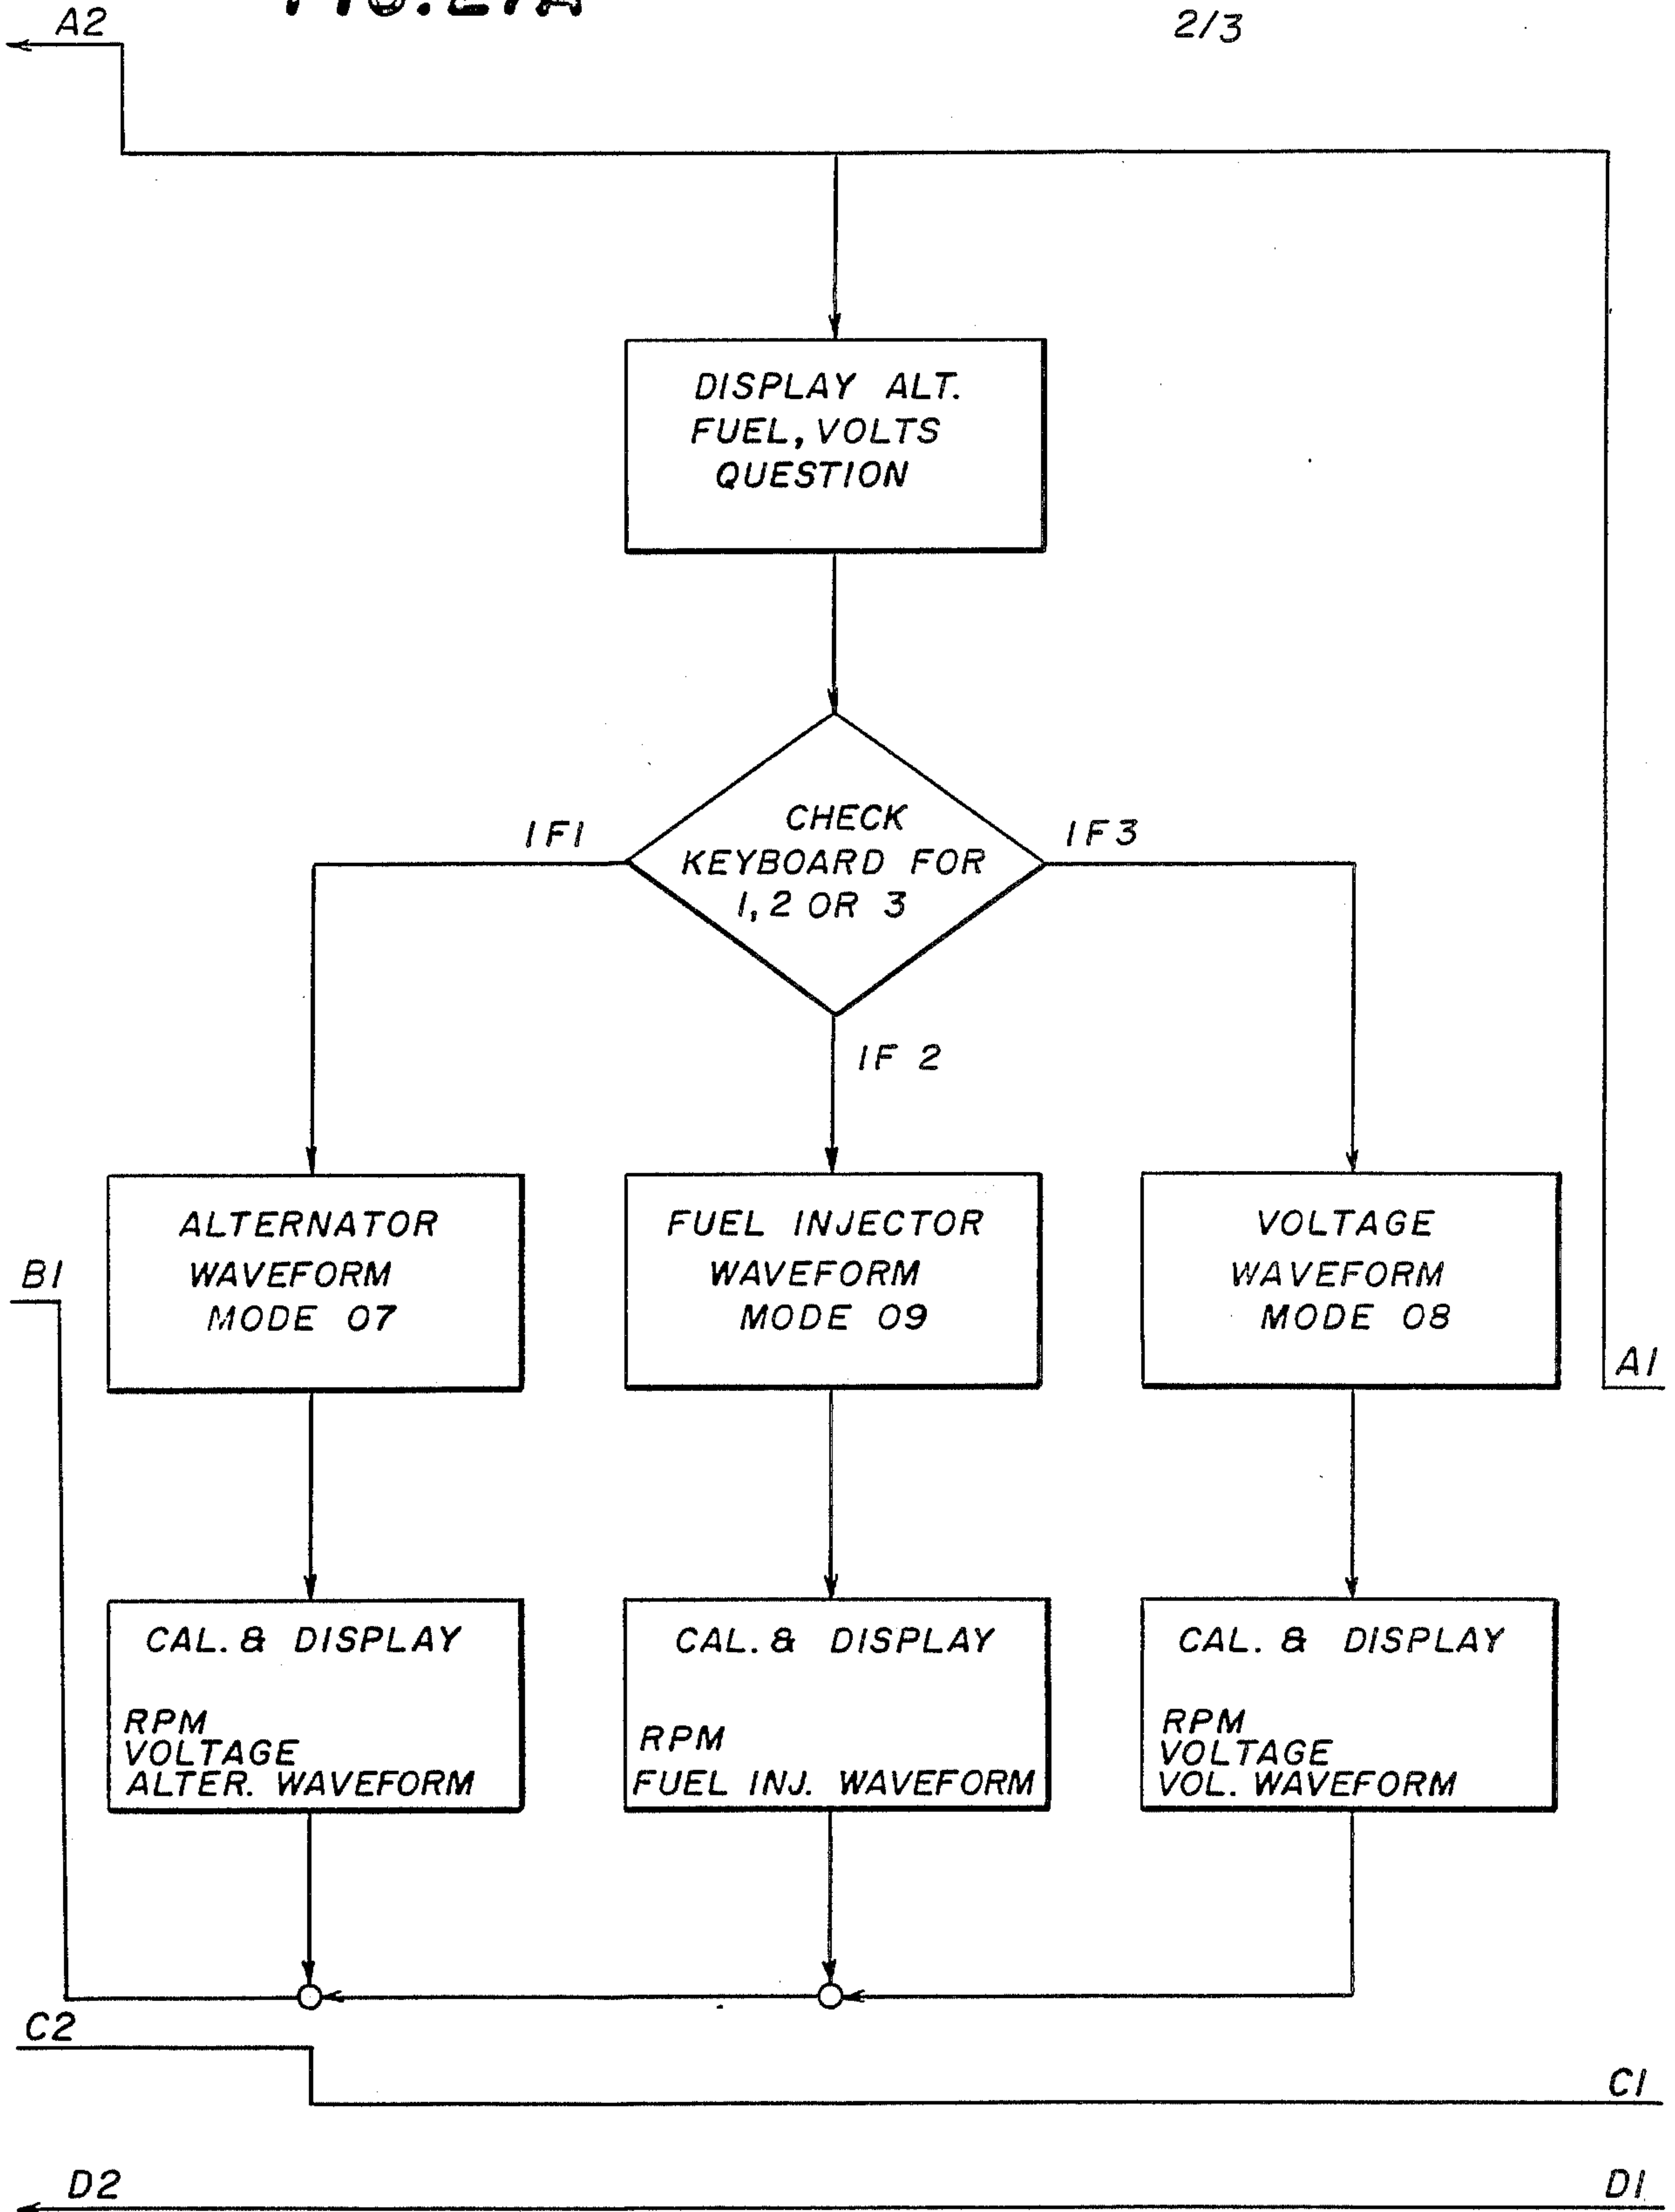 FIG. 27A
A2
2/3
DISPLAY ALT.
FUEL, VOLTS
QUESTION
CHECK
KEYBOARD FOR
1, 2 OR 3
IF1
IF3
IF 2
ALTERNATOR
WAVEFORM
MODE 07
FUEL INJECTOR
WAVEFORM
MODE 09
VOLTAGE
WAVEFORM
MODE 08
B1
A1
CAL. & DISPLAY
RPM
VOLTAGE
ALTER. WAVEFORM
CAL. & DISPLAY
RPM
FUEL INJ. WAVEFORM
CAL. & DISPLAY
RPM
VOLTAGE
VOL. WAVEFORM
C2
C1
D2
D1